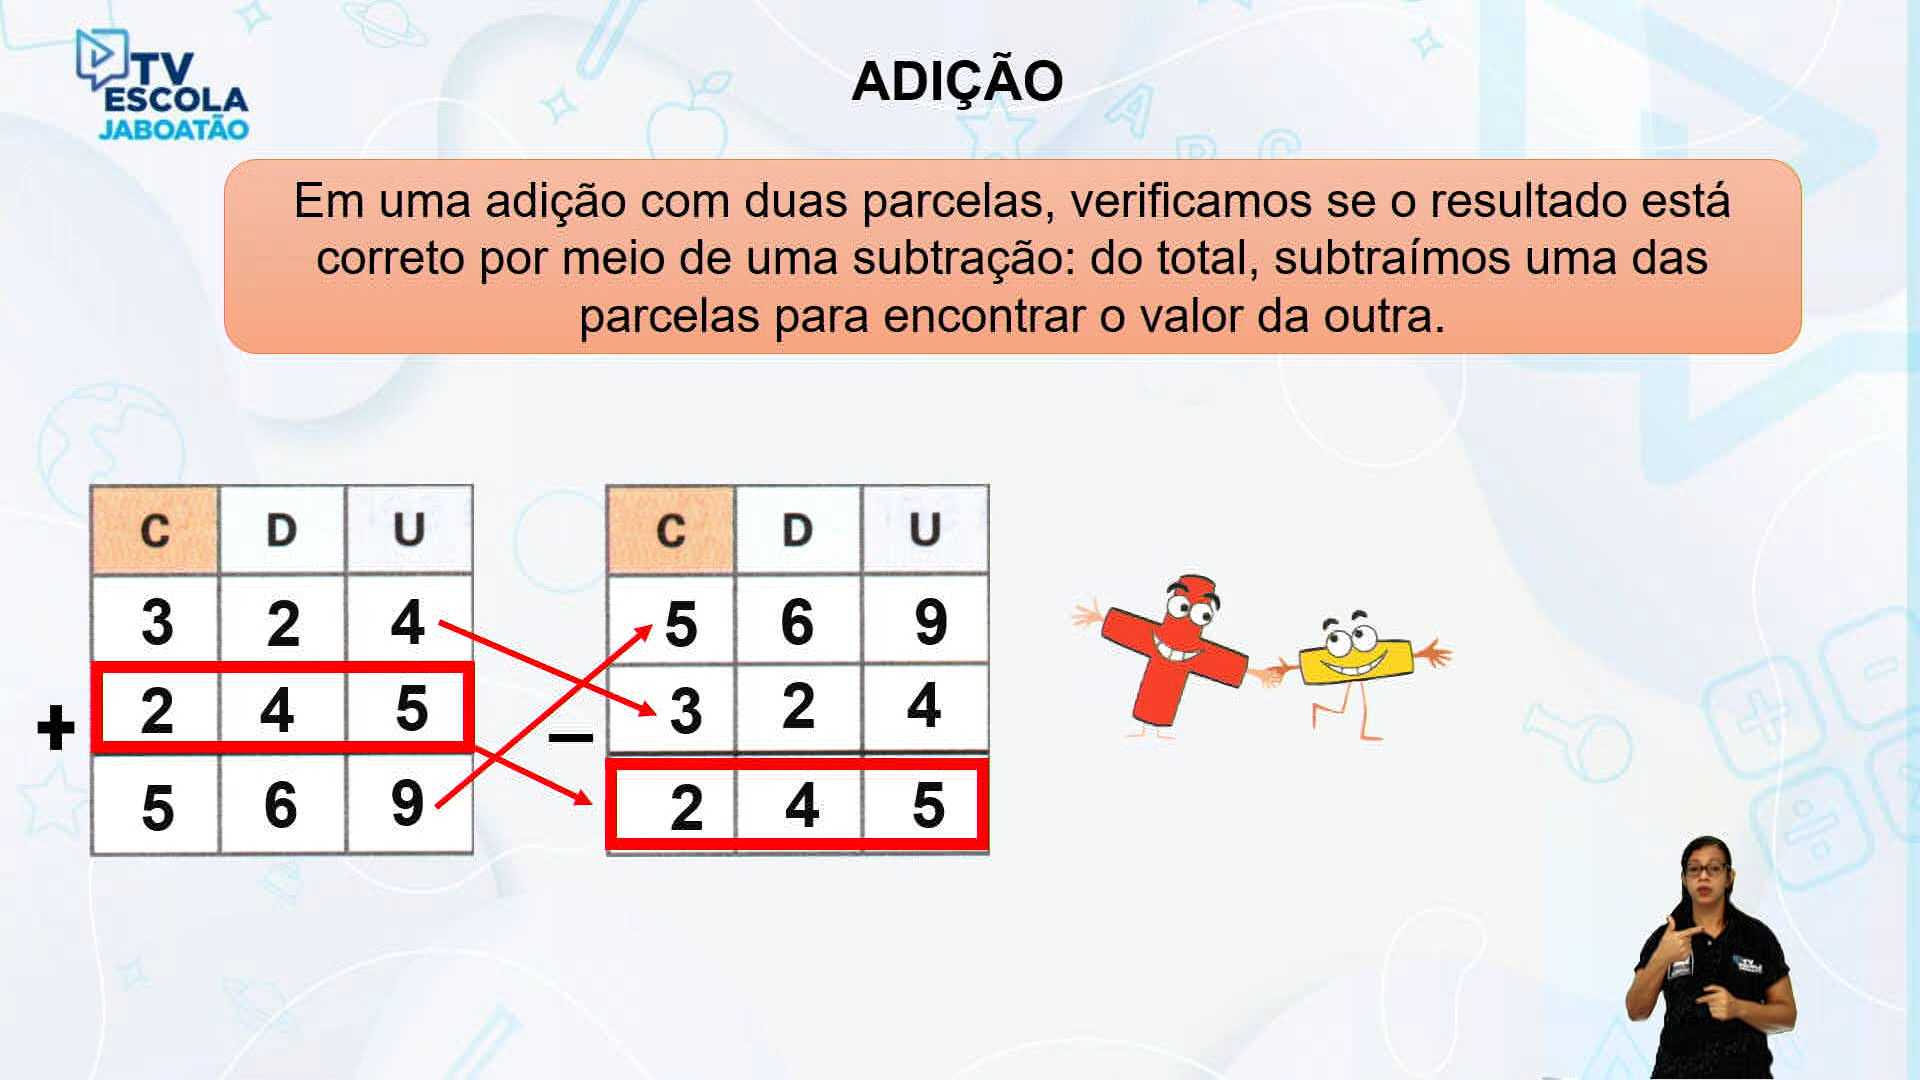 TV
ESCOLA
JABOATÃO
ADIÇÃO
Em uma adição com duas parcelas, verificamos se o resultado está
correto por meio de uma subtração: do total, subtraímos uma das
parcelas para encontrar o valor da outra.
C D U
3 2 4
+ 2 4 5
5 6 9
C D U
5 6 9
– 3 2 4
2 4 5